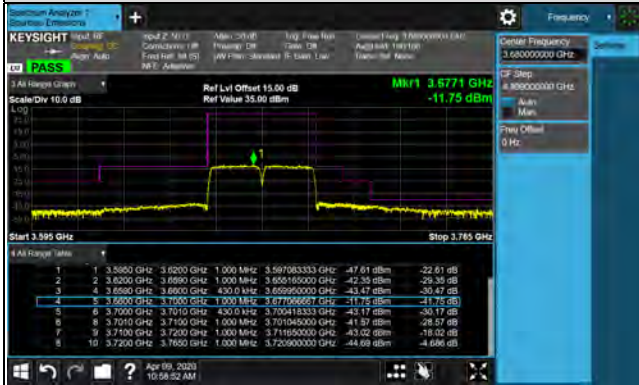 Spectrum Analyzer 1
Spurious Emissions
Frequency
KEYSIGHT Input: RF
Coupling: DC
Align: Auto
Input Z: 50 Ω
Corrections: Off
Freq Ref: Int (S)
NFE: Adaptive
Atten: 30 dB
Preamp: Off
Trig: Free Run
Gate: Off
IF Gain: Low
Center Freq: 3.680000000 GHz
Avg|Hold: 100/100
LXI PASS
3 All Range Graph
Ref Lvl Offset 15.00 dB
Mkr1 3.6771 GHz
Scale/Div 10.0 dB
Ref Value 35.00 dBm
-11.75 dBm
Log
1
Start 3.595 GHz
Stop 3.765 GHz
4 All Range Table
1 1 3.5950 GHz 3.6200 GHz 1.000 MHz 3.597083333 GHz -47.61 dBm -22.61 dB
2 2 3.6200 GHz 3.6590 GHz 1.000 MHz 3.655165000 GHz -42.35 dBm -29.35 dB
3 4 3.6590 GHz 3.6600 GHz 430.0 kHz 3.659950000 GHz -43.47 dBm -30.47 dB
4 5 3.6600 GHz 3.7000 GHz 1.000 MHz 3.677066667 GHz -11.75 dBm -41.75 dB
5 6 3.7000 GHz 3.7010 GHz 430.0 kHz 3.700418333 GHz -43.17 dBm -30.17 dB
6 8 3.7010 GHz 3.7100 GHz 1.000 MHz 3.701045000 GHz -41.57 dBm -28.57 dB
7 9 3.7100 GHz 3.7200 GHz 1.000 MHz 3.711650000 GHz -43.02 dBm -18.02 dB
8 10 3.7200 GHz 3.7650 GHz 1.000 MHz 3.720900000 GHz -44.69 dBm -4.686 dB
Center Frequency
3.680000000 GHz
Settings
CF Step
Auto
Man
Freq Offset
0 Hz
Apr 09, 2020
10:58:52 AM